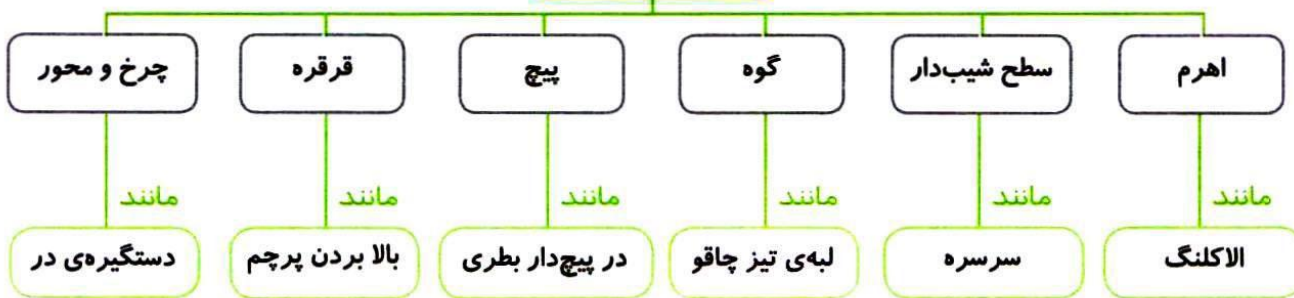 اهرم
سطح شیب‌دار
گوه
پیچ
قرقره
چرخ و محور
مانند
مانند
مانند
مانند
مانند
مانند
الاکلنگ
سرسره
لبه‌ی تیز چاقو
در پیچ‌دار بطری
بالا بردن پرچم
دستگیره‌ی در